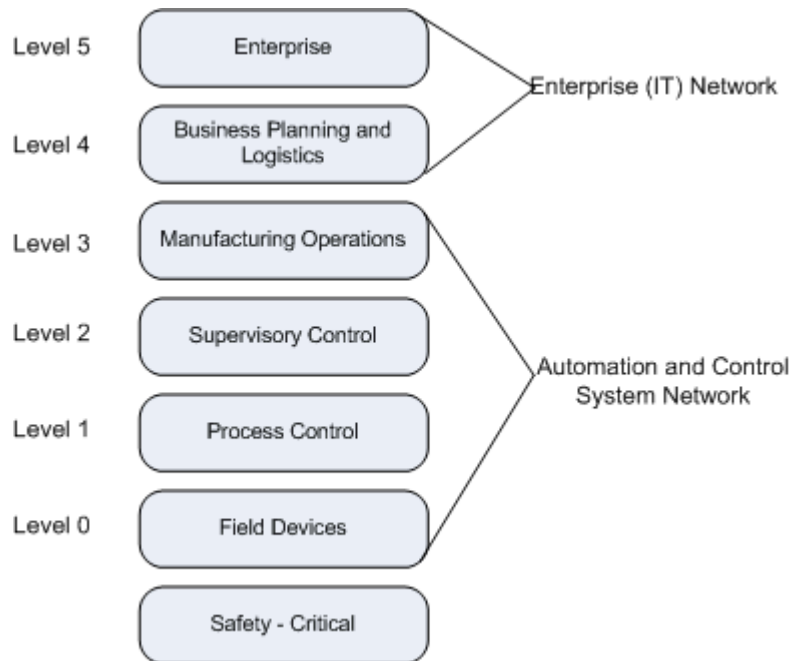 Level 5
Enterprise
Enterprise (IT) Network
Level 4
Business Planning and
Logistics
Level 3
Manufacturing Operations
Level 2
Supervisory Control
Automation and Control
System Network
Level 1
Process Control
Level 0
Field Devices
Safety - Critical